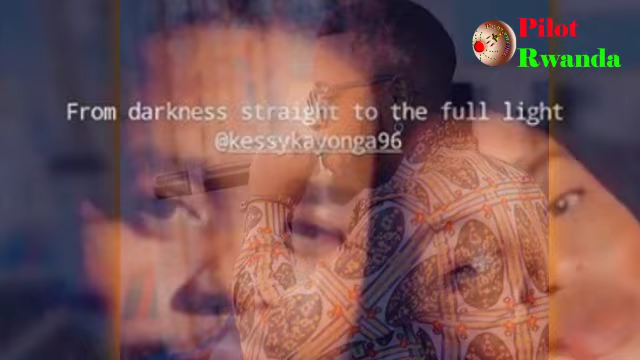 Pilot
Rwanda
From darkness straight to the full light
@kessykayonga96